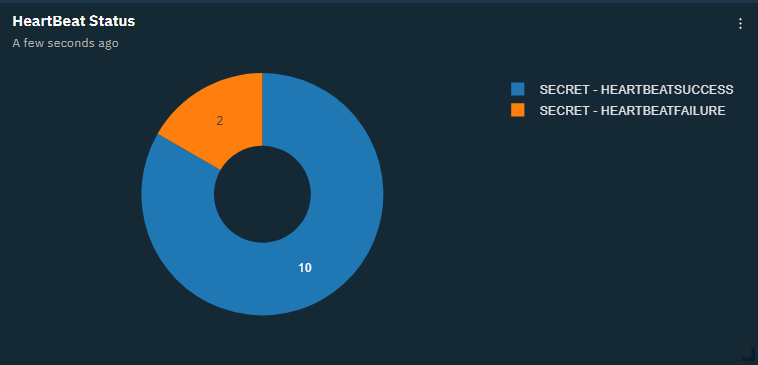 HeartBeat Status
A few seconds ago
SECRET - HEARTBEATSUCCESS
SECRET - HEARTBEATFAILURE
2
10